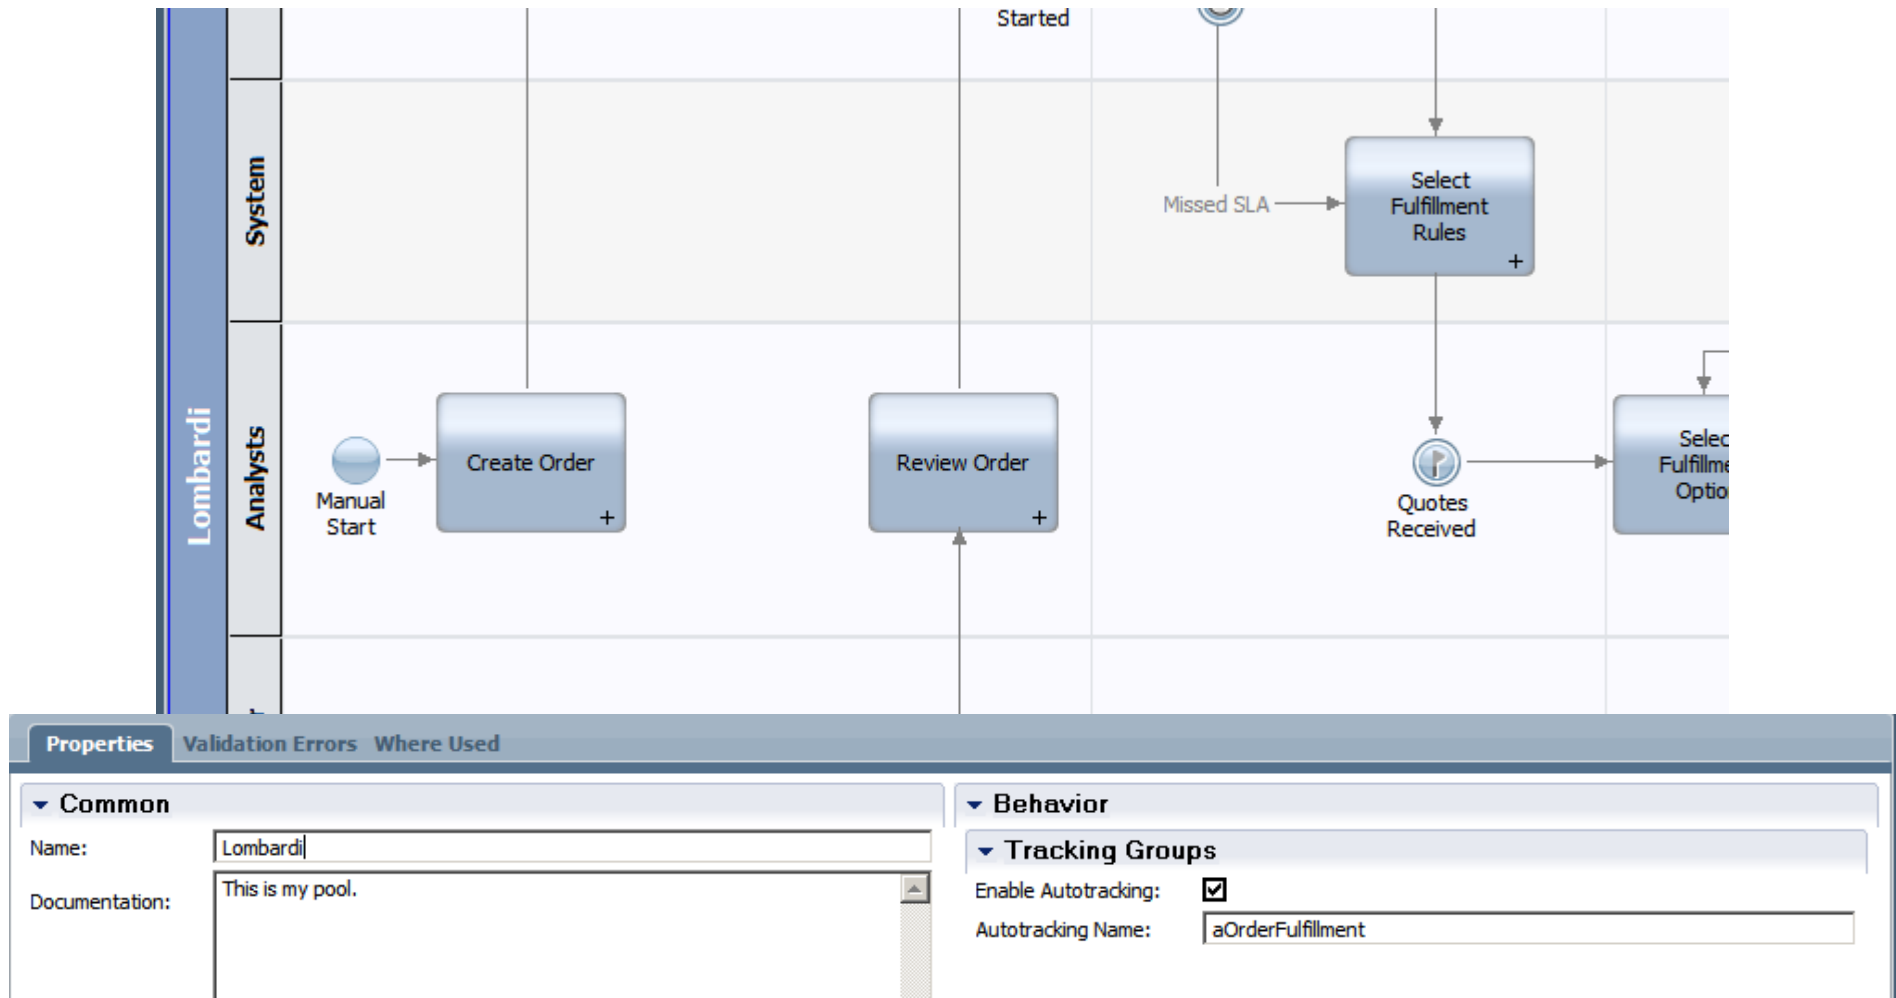 Started
System
Select
Fulfillment
Rules
+
Missed SLA
Lombardi
Analysts
Manual
Start
Create Order
+
Review Order
+
Quotes
Received
Properties Validation Errors Where Used
Common
Name: Lombardi
Documentation: This is my pool.
Behavior
Tracking Groups
Enable Autotracking:
Autotracking Name: aOrderFulfillment